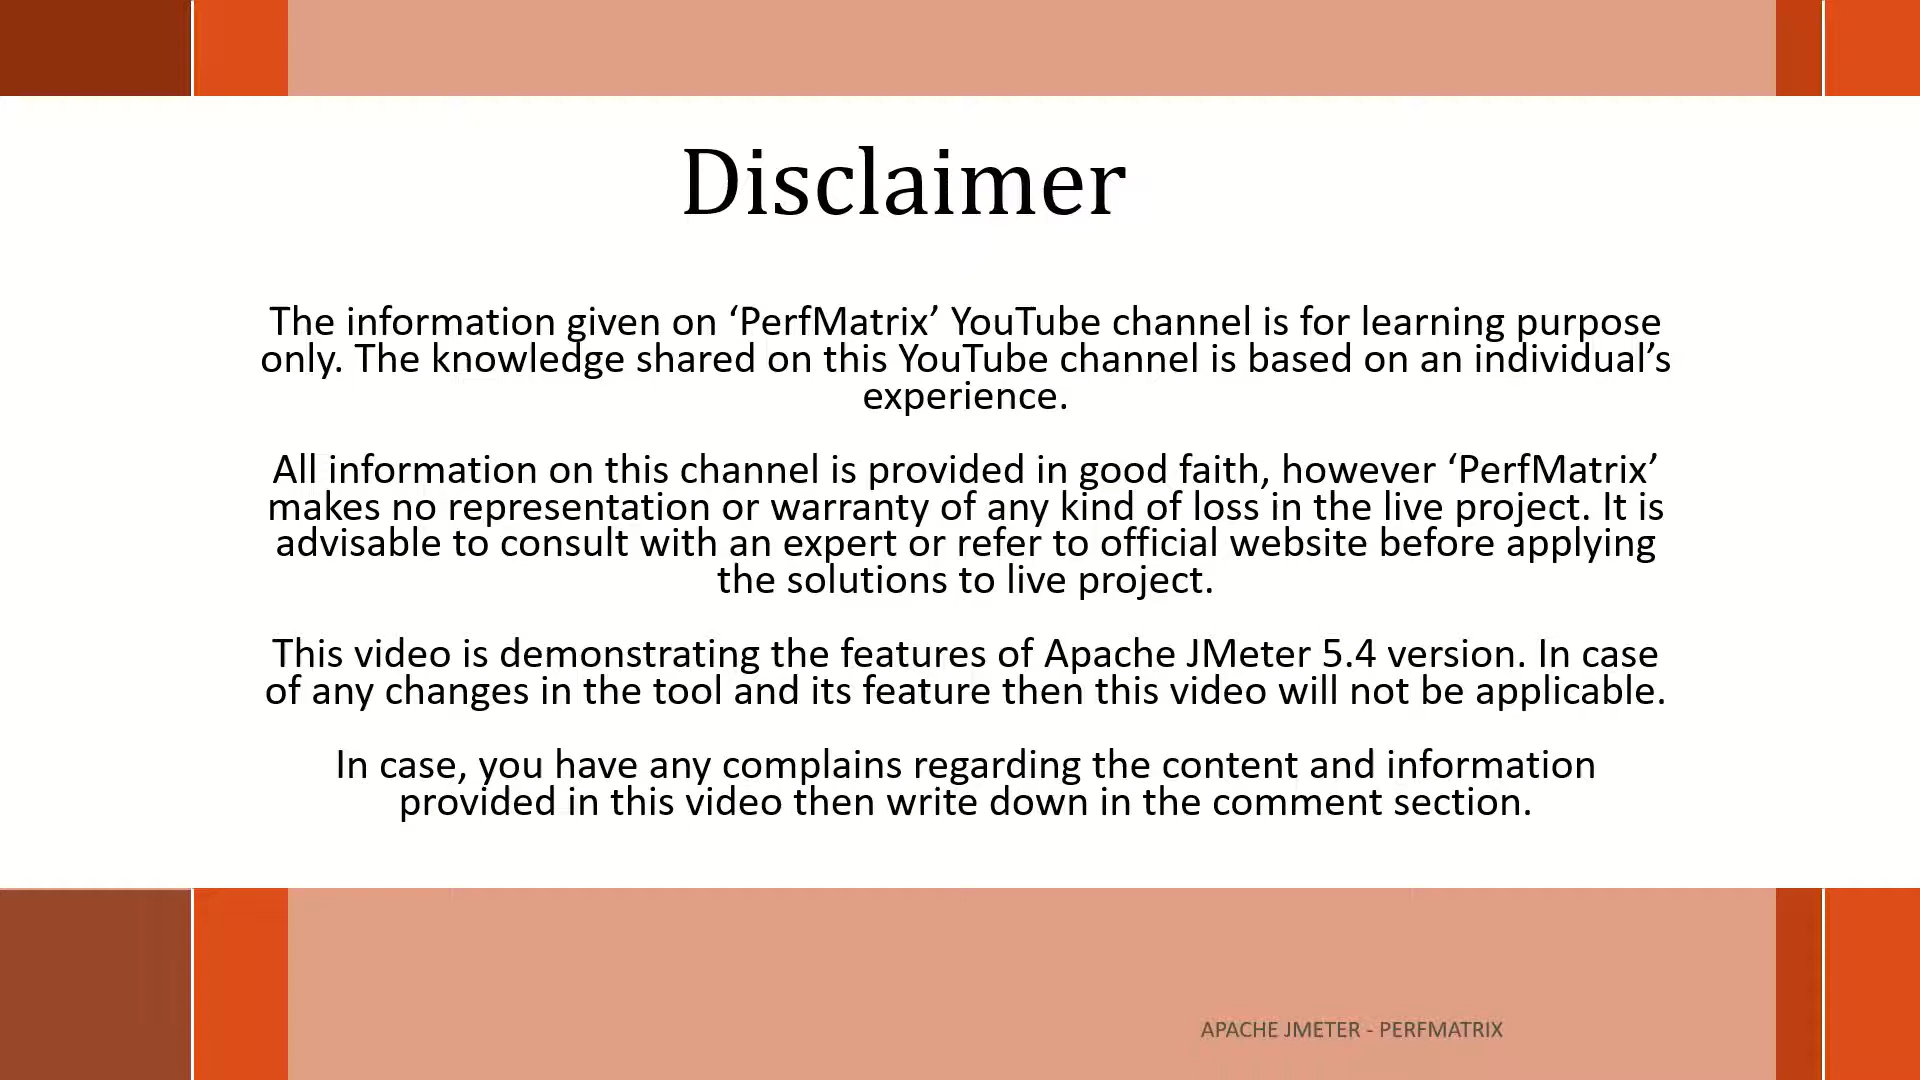 Disclaimer
The information given on ‘PerfMatrix’ YouTube channel is for learning purpose
only. The knowledge shared on this YouTube channel is based on an individual’s
experience.
All information on this channel is provided in good faith, however ‘PerfMatrix’
makes no representation or warranty of any kind of loss in the live project. It is
advisable to consult with an expert or refer to official website before applying
the solutions to live project.
This video is demonstrating the features of Apache JMeter 5.4 version. In case
of any changes in the tool and its feature then this video will not be applicable.
In case, you have any complains regarding the content and information
provided in this video then write down in the comment section.
APACHE JMETER - PERFMATRIX